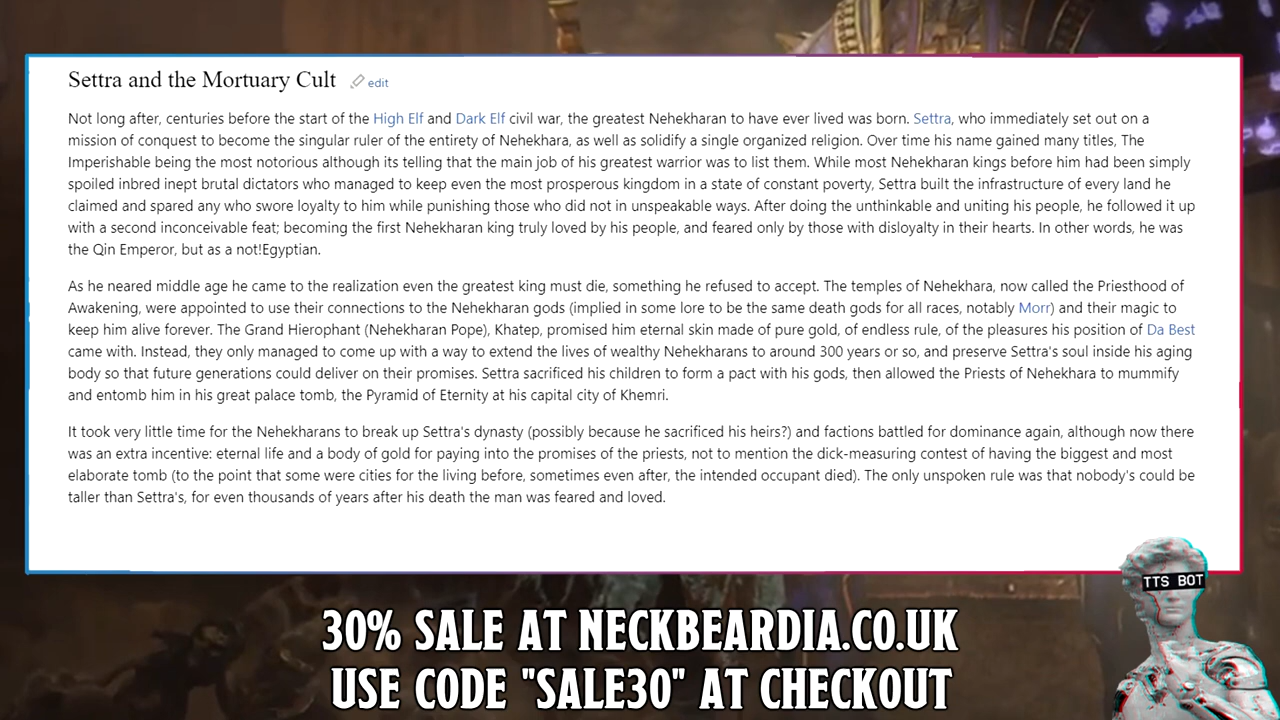 Settra and the Mortuary Cult edit
Not long after, centuries before the start of the High Elf and Dark Elf civil war, the greatest Nehekharan to have ever lived was born. Settra, who immediately set out on a
mission of conquest to become the singular ruler of the entirety of Nehekhara, as well as solidify a single organized religion. Over time his name gained many titles, The
Imperishable being the most notorious although its telling that the main job of his greatest warrior was to list them. While most Nehekharan kings before him had been simply
spoiled inbred inept brutal dictators who managed to keep even the most prosperous kingdom in a state of constant poverty, Settra built the infrastructure of every land he
claimed and spared any who swore loyalty to him while punishing those who did not in unspeakable ways. After doing the unthinkable and uniting his people, he followed it up
with a second inconceivable feat; becoming the first Nehekharan king truly loved by his people, and feared only by those with disloyalty in their hearts. In other words, he was
the Qin Emperor, but as a not!Egyptian.
As he neared middle age he came to the realization even the greatest king must die, something he refused to accept. The temples of Nehekhara, now called the Priesthood of
Awakening, were appointed to use their connections to the Nehekharan gods (implied in some lore to be the same death gods for all races, notably Morr) and their magic to
keep him alive forever. The Grand Hierophant (Nehekharan Pope), Khatep, promised him eternal skin made of pure gold, of endless rule, of the pleasures his position of Da Best
came with. Instead, they only managed to come up with a way to extend the lives of wealthy Nehekharans to around 300 years or so, and preserve Settra's soul inside his aging
body so that future generations could deliver on their promises. Settra sacrificed his children to form a pact with his gods, then allowed the Priests of Nehekhara to mummify
and entomb him in his great palace tomb, the Pyramid of Eternity at his capital city of Khemri.
It took very little time for the Nehekharans to break up Settra's dynasty (possibly because he sacrificed his heirs?) and factions battled for dominance again, although now there
was an extra incentive: eternal life and a body of gold for paying into the promises of the priests, not to mention the dick-measuring contest of having the biggest and most
elaborate tomb (to the point that some were cities for the living before, sometimes even after, the intended occupant died). The only unspoken rule was that nobody's could be
taller than Settra's, for even thousands of years after his death the man was feared and loved.
TTS BOT
30% SALE AT NECKBEARDIA.CO.UK
USE CODE "SALE30" AT CHECKOUT